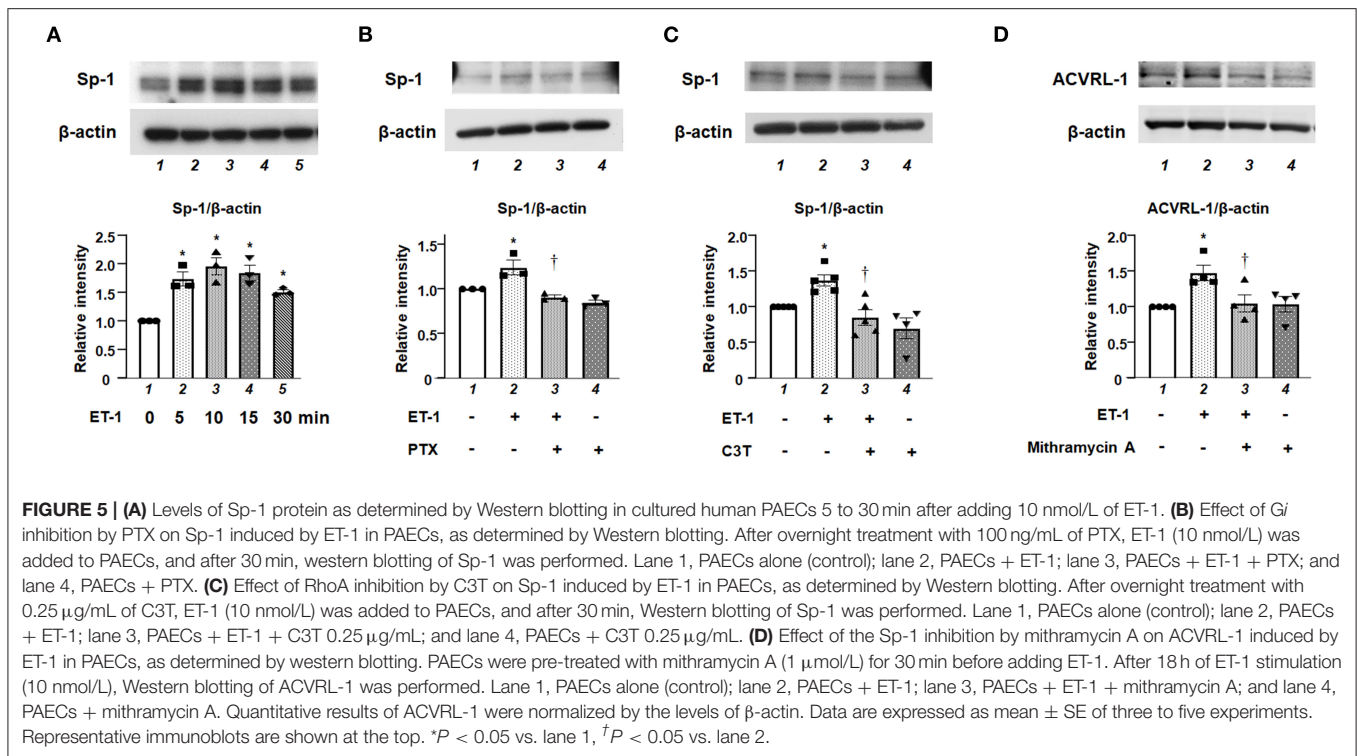 A
B
C
D
Sp-1
β-actin
1 2 3 4 5
Sp-1/β-actin
Relative intensity
2.5
2.0
1.5
1.0
0.5
0
* * * *
1 2 3 4 5
ET-1 0 5 10 15 30 min
Sp-1
β-actin
1 2 3 4
Sp-1/β-actin
Relative intensity
1.5
1.0
0.5
0
* †
1 2 3 4
ET-1 - + + -
PTX - - + +
Sp-1
β-actin
1 2 3 4
Sp-1/β-actin
Relative intensity
2.0
1.5
1.0
0.5
0
* †
1 2 3 4
ET-1 - + + -
C3T - - + +
ACVRL-1
β-actin
1 2 3 4
ACVRL-1/β-actin
Relative intensity
2.0
1.5
1.0
0.5
0
* †
1 2 3 4
ET-1 - + + -
Mithramycin A - - + +
FIGURE 5 | (A) Levels of Sp-1 protein as determined by Western blotting in cultured human PAECs 5 to 30 min after adding 10 nmol/L of ET-1. (B) Effect of Gi
inhibition by PTX on Sp-1 induced by ET-1 in PAECs, as determined by Western blotting. After overnight treatment with 100 ng/mL of PTX, ET-1 (10 nmol/L) was
added to PAECs, and after 30 min, western blotting of Sp-1 was performed. Lane 1, PAECs alone (control); lane 2, PAECs + ET-1; lane 3, PAECs + ET-1 + PTX; and
lane 4, PAECs + PTX. (C) Effect of RhoA inhibition by C3T on Sp-1 induced by ET-1 in PAECs, as determined by Western blotting. After overnight treatment with
0.25 μg/mL of C3T, ET-1 (10 nmol/L) was added to PAECs, and after 30 min, Western blotting of Sp-1 was performed. Lane 1, PAECs alone (control); lane 2, PAECs
+ ET-1; lane 3, PAECs + ET-1 + C3T 0.25 μg/mL; and lane 4, PAECs + C3T 0.25 μg/mL. (D) Effect of the Sp-1 inhibition by mithramycin A on ACVRL-1 induced by
ET-1 in PAECs, as determined by western blotting. PAECs were pre-treated with mithramycin A (1 μmol/L) for 30 min before adding ET-1. After 18 h of ET-1 stimulation
(10 nmol/L), Western blotting of ACVRL-1 was performed. Lane 1, PAECs alone (control); lane 2, PAECs + ET-1; lane 3, PAECs + ET-1 + mithramycin A; and lane 4,
PAECs + mithramycin A. Quantitative results of ACVRL-1 were normalized by the levels of β-actin. Data are expressed as mean ± SE of three to five experiments.
Representative immunoblots are shown at the top. *P < 0.05 vs. lane 1, †P < 0.05 vs. lane 2.